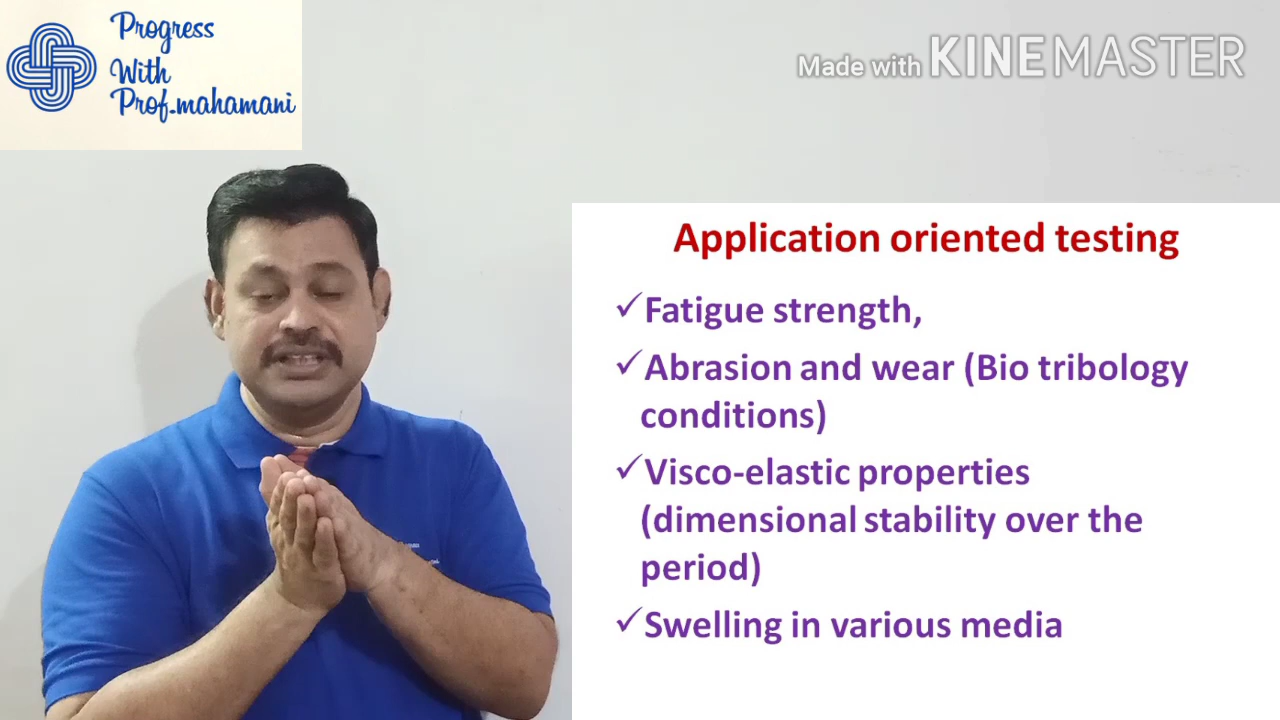 Progress
With
Prof.mahamani
Made with KINEMASTER
Application oriented testing
✓Fatigue strength,
✓Abrasion and wear (Bio tribology
conditions)
✓Visco-elastic properties
(dimensional stability over the
period)
✓Swelling in various media